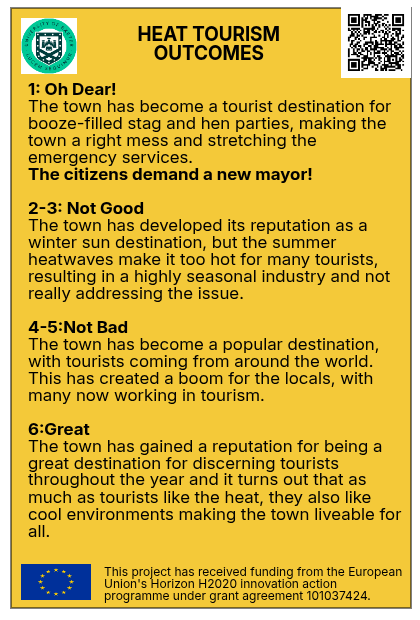 HEAT TOURISM
OUTCOMES
1: Oh Dear!
The town has become a tourist destination for
booze-filled stag and hen parties, making the
town a right mess and stretching the
emergency services.
The citizens demand a new mayor!
2-3: Not Good
The town has developed its reputation as a
winter sun destination, but the summer
heatwaves make it too hot for many tourists,
resulting in a highly seasonal industry and not
really addressing the issue.
4-5:Not Bad
The town has become a popular destination,
with tourists coming from around the world.
This has created a boom for the locals, with
many now working in tourism.
6:Great
The town has gained a reputation for being a
great destination for discerning tourists
throughout the year and it turns out that as
much as tourists like the heat, they also like
cool environments making the town liveable for
all.
This project has received funding from the European
Union's Horizon H2020 innovation action
programme under grant agreement 101037424.